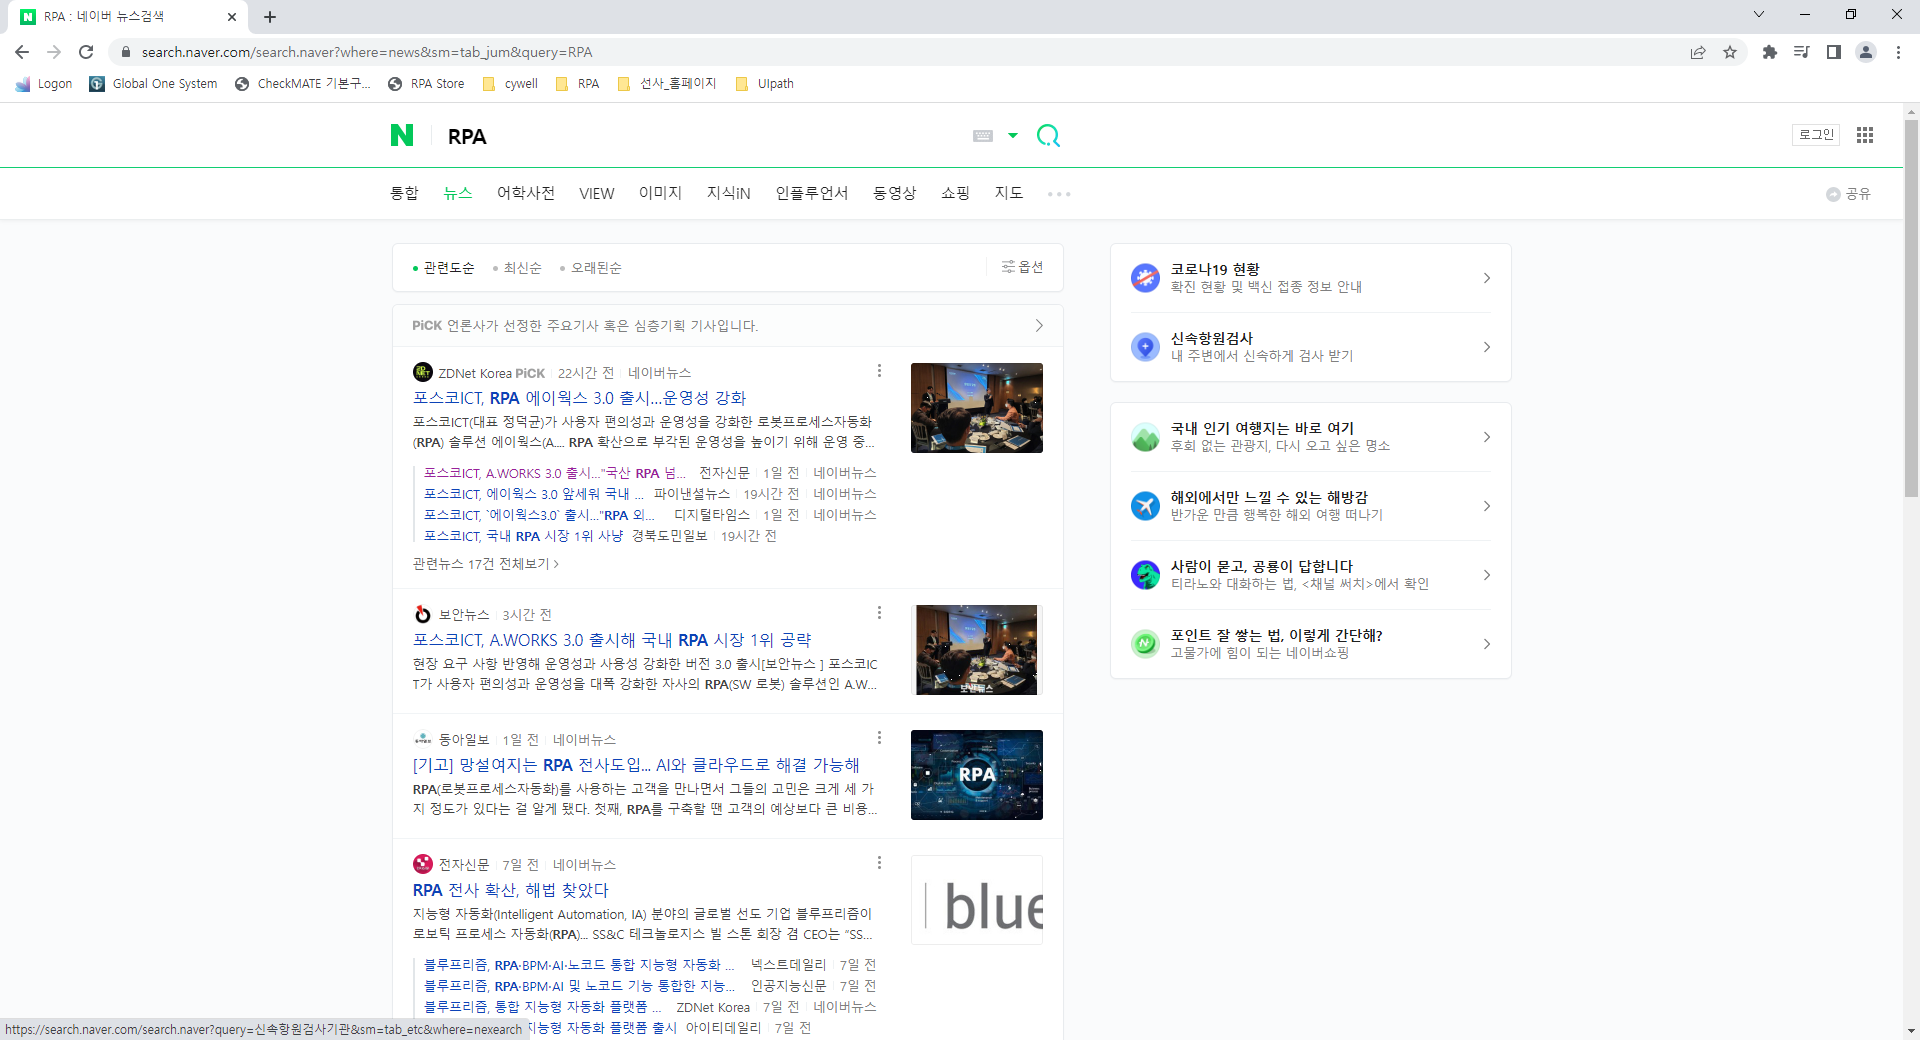 RPA : 네이버 뉴스검색
search.naver.com/search.naver?where=news&sm=tab_jum&query=RPA
Logon
Global One System
CheckMATE 기본구...
RPA Store
cywell
RPA
선사_홈페이지
UIpath
N
RPA
로그인
통합 뉴스 어학사전 VIEW 이미지 지식iN 인플루언서 동영상 쇼핑 지도
공유
관련도순 최신순 오래된순
옵션
PiCK 언론사가 선정한 주요기사 혹은 심층기획 기사입니다.
ZDNet Korea PiCK 22시간 전 네이버뉴스
포스코ICT, RPA 에이웍스 3.0 출시...운영성 강화
포스코ICT(대표 정덕균)가 사용자 편의성과 운영성을 강화한 로봇프로세스자동화
(RPA) 솔루션 에이웍스(A.... RPA 확산으로 부각된 운영성을 높이기 위해 운영 중...
포스코ICT, A.WORKS 3.0 출시..."국산 RPA 넘... 전자신문 1일 전 네이버뉴스
포스코ICT, 에이웍스 3.0 앞세워 국내 ... 파이낸셜뉴스 19시간 전 네이버뉴스
포스코ICT, `에이웍스3.0` 출시..."RPA 외... 디지털타임스 1일 전 네이버뉴스
포스코ICT, 국내 RPA 시장 1위 사냥 경북도민일보 19시간 전
관련뉴스 17건 전체보기
보안뉴스 3시간 전
포스코ICT, A.WORKS 3.0 출시해 국내 RPA 시장 1위 공략
현장 요구 사항 반영해 운영성과 사용성 강화한 버전 3.0 출시[보안뉴스 ] 포스코IC
T가 사용자 편의성과 운영성을 대폭 강화한 자사의 RPA(SW 로봇) 솔루션인 A.W...
보안뉴스
동아일보 1일 전 네이버뉴스
[기고] 망설여지는 RPA 전사도입... AI와 클라우드로 해결 가능해
RPA(로봇프로세스자동화)를 사용하는 고객을 만나면서 그들의 고민은 크게 세 가
지 정도가 있다는 걸 알게 됐다. 첫째, RPA를 구축할 땐 고객의 예상보다 큰 비용...
RPA
전자신문 7일 전 네이버뉴스
RPA 전사 확산, 해법 찾았다
지능형 자동화(Intelligent Automation, IA) 분야의 글로벌 선도 기업 블루프리즘이
로보틱 프로세스 자동화(RPA)... SS&C 테크놀로지스 빌 스톤 회장 겸 CEO는 "SS...
blue
블루프리즘, RPA·BPM·AI·노코드 통합 지능형 자동화 ... 넥스트데일리 7일 전
블루프리즘, RPA·BPM·AI 및 노코드 기능 통합한 지능... 인공지능신문 7일 전
블루프리즘, 통합 지능형 자동화 플랫폼 ... ZDNet Korea 7일 전 네이버뉴스
지능형 자동화 플랫폼 출시 아이티데일리 7일 전
코로나19 현황
확진 현황 및 백신 접종 정보 안내
신속항원검사
내 주변에서 신속하게 검사 받기
국내 인기 여행지는 바로 여기
후회 없는 관광지, 다시 오고 싶은 명소
해외에서만 느낄 수 있는 해방감
반가운 만큼 행복한 해외 여행 떠나기
사람이 묻고, 공룡이 답합니다
티라노와 대화하는 법, <채널 써치>에서 확인
포인트 잘 쌓는 법, 이렇게 간단해?
고물가에 힘이 되는 네이버쇼핑
https://search.naver.com/search.naver?query=신속항원검사기관&sm=tab_etc&where=nexearch